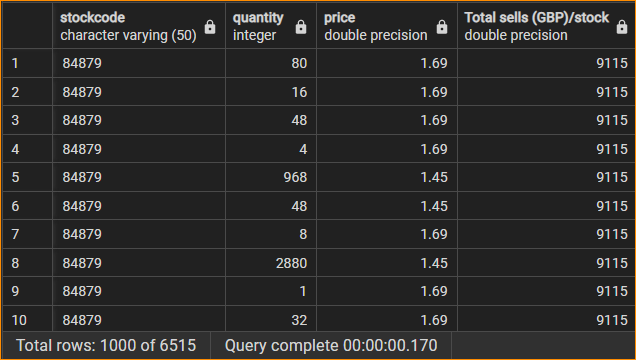 stockcode quantity price Total sells (GBP)/stock
character varying (50) integer double precision double precision
1 84879 80 1.69 9115
2 84879 16 1.69 9115
3 84879 48 1.69 9115
4 84879 4 1.69 9115
5 84879 968 1.45 9115
6 84879 48 1.45 9115
7 84879 8 1.69 9115
8 84879 2880 1.45 9115
9 84879 1 1.69 9115
10 84879 32 1.69 9115
Total rows: 1000 of 6515 Query complete 00:00:00.170